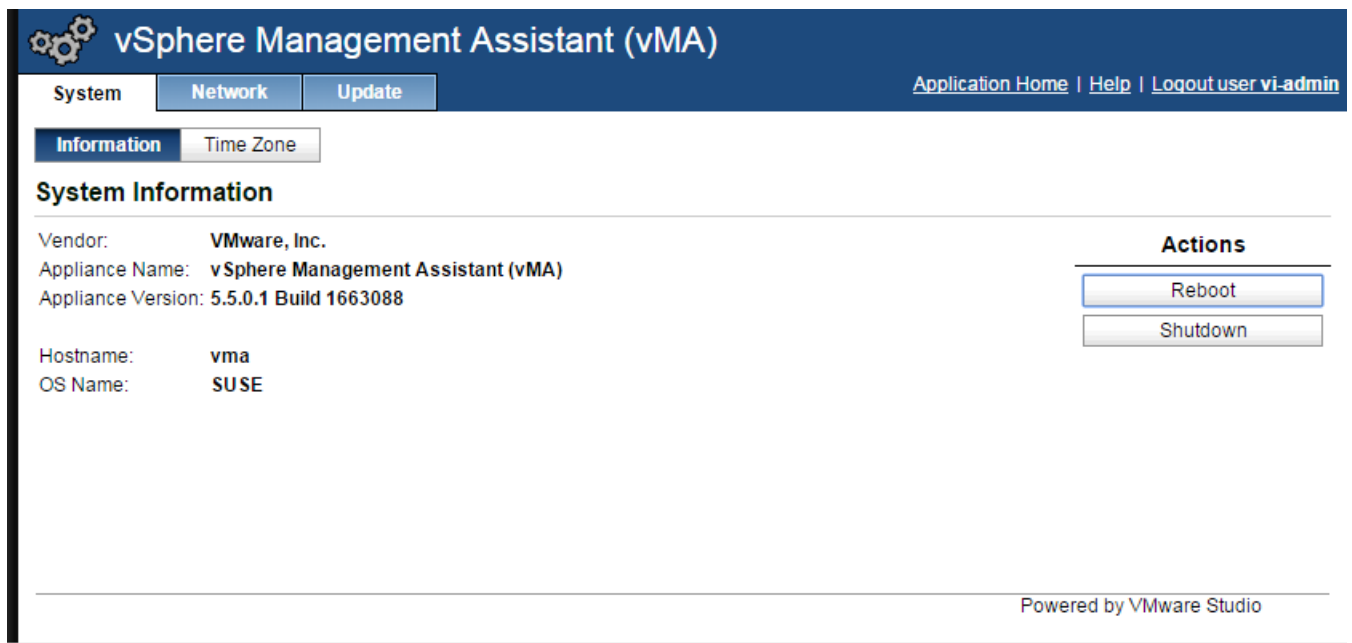 vSphere Management Assistant (vMA)
System Network Update
Application Home | Help | Logout user vi-admin
Information Time Zone
System Information
Vendor: VMware, Inc.
Appliance Name: vSphere Management Assistant (vMA)
Appliance Version: 5.5.0.1 Build 1663088
Hostname: vma
OS Name: SUSE
Actions
Reboot
Shutdown
Powered by VMware Studio